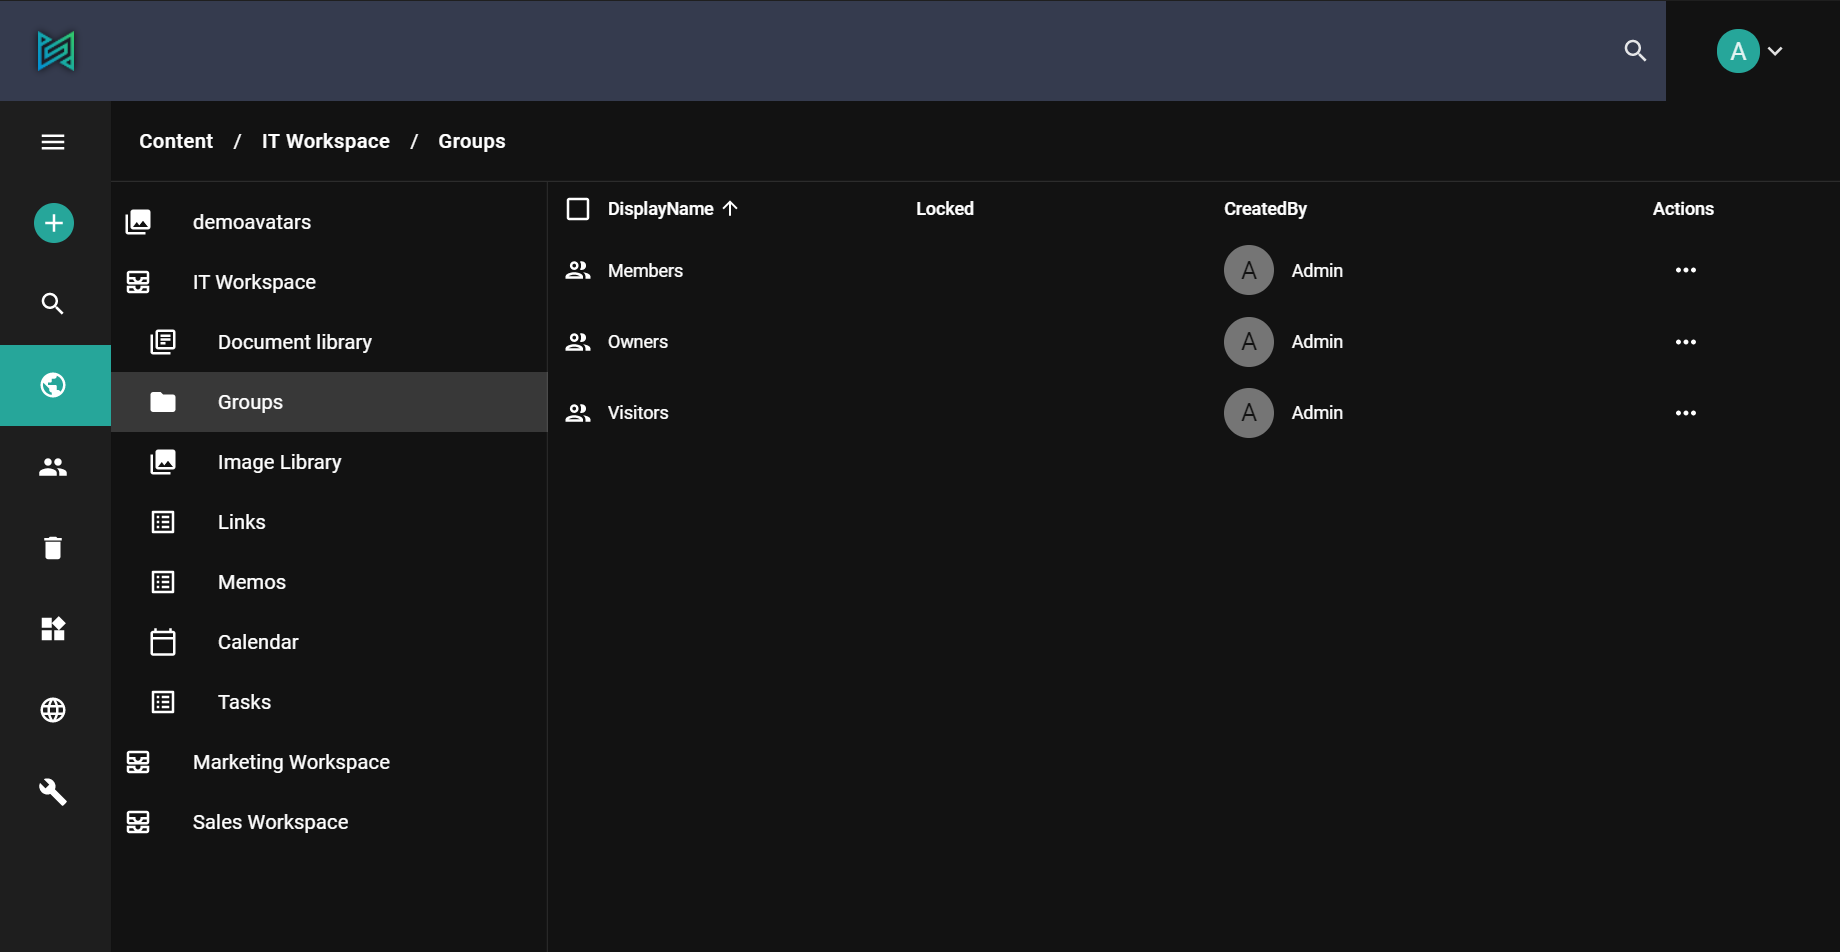 A
Content / IT Workspace / Groups
demoavatars
IT Workspace
Document library
Groups
Image Library
Links
Memos
Calendar
Tasks
Marketing Workspace
Sales Workspace
DisplayName Locked CreatedBy Actions
Members A Admin
Owners A Admin
Visitors A Admin